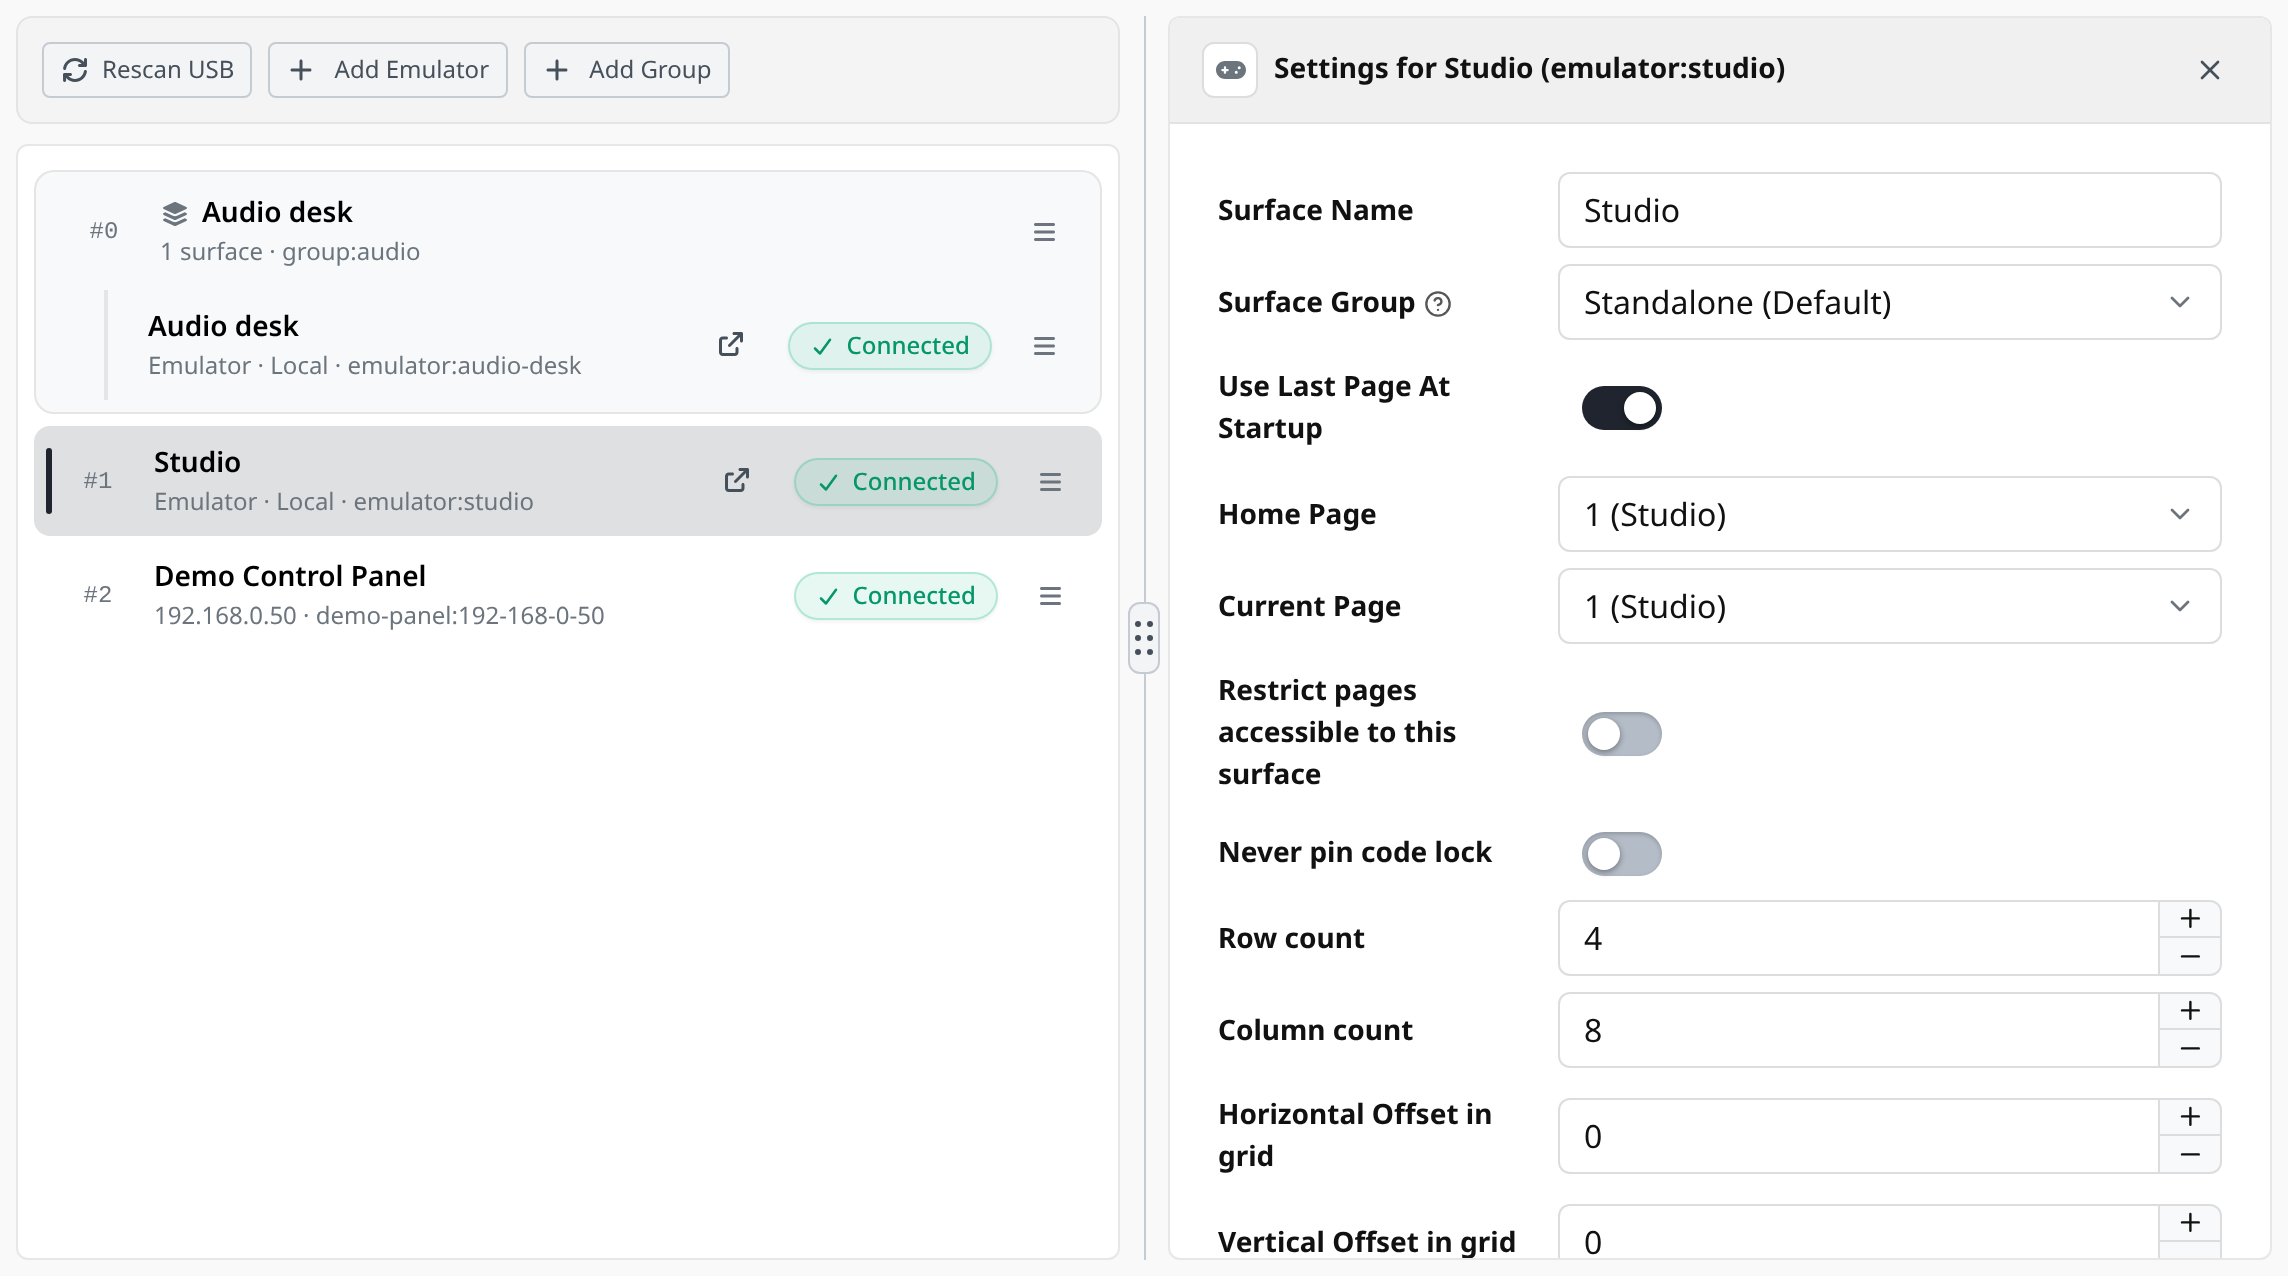 Rescan USB
Add Emulator
Add Group
#0
Audio desk
1 surface · group:audio
Audio desk
Emulator · Local · emulator:audio-desk
Connected
#1
Studio
Emulator · Local · emulator:studio
Connected
#2
Demo Control Panel
192.168.0.50 · demo-panel:192-168-0-50
Connected
Settings for Studio (emulator:studio)
Surface Name
Studio
Surface Group
Standalone (Default)
Use Last Page At
Startup
Home Page
1 (Studio)
Current Page
1 (Studio)
Restrict pages
accessible to this
surface
Never pin code lock
Row count
4
Column count
8
Horizontal Offset in
grid
0
Vertical Offset in grid
0